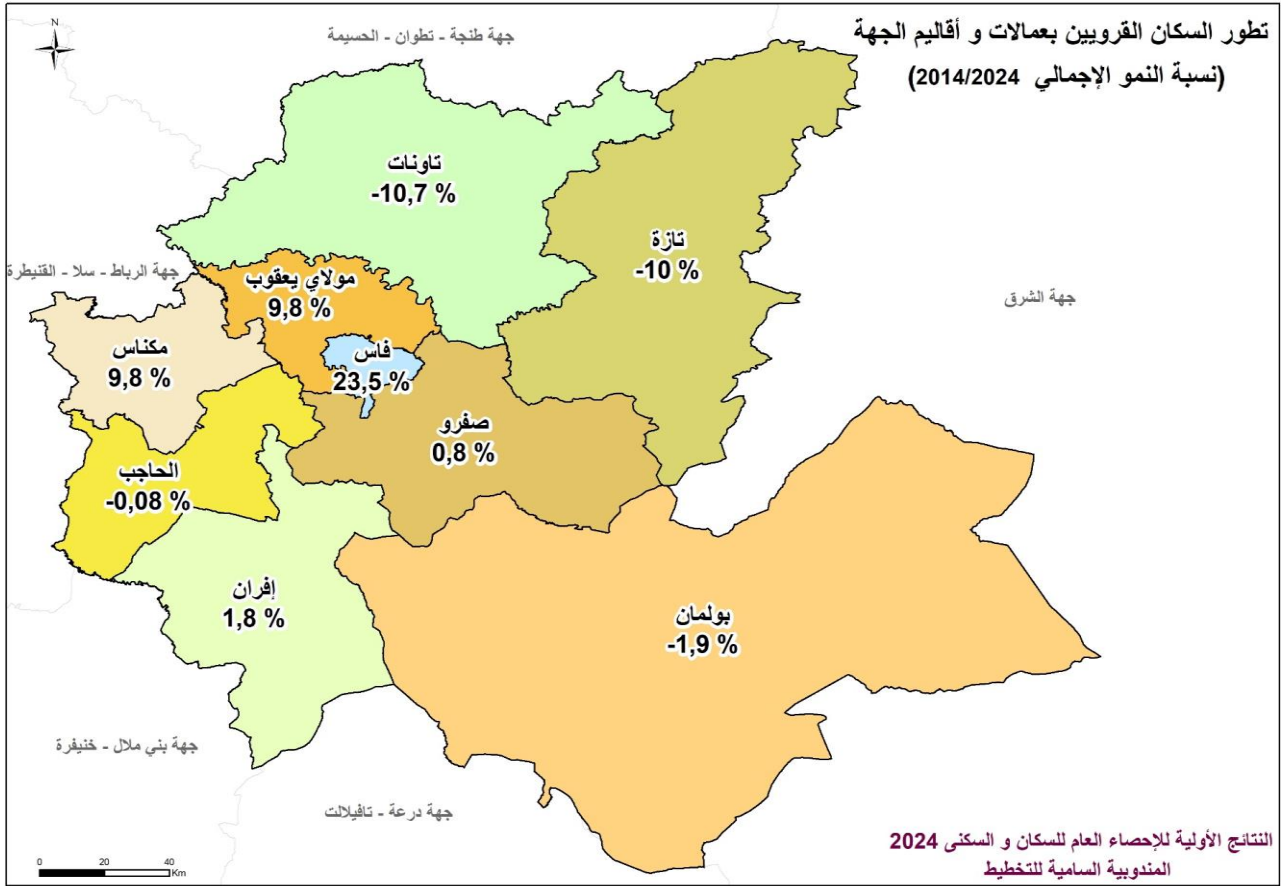 تطور السكان القرويين بعمالات و أقاليم الجهة
(نسبة النمو الإجمالي 2014/2024)
N
جهة طنجة - تطوان - الحسيمة
تاونات
-10,7 %
تازة
-10 %
جهة الشرق
جهة الرباط - سلا - القنيطرة
مولاي يعقوب
9,8 %
فاس
23,5 %
مكناس
9,8 %
صفرو
0,8 %
الحاجب
-0,08 %
إفران
1,8 %
بولمان
-1,9 %
جهة بني ملال - خنيفرة
جهة درعة - تافيلالت
النتائج الأولية للإحصاء العام للسكان و السكنى 2024
المندوبية السامية للتخطيط
0 20 40
Km